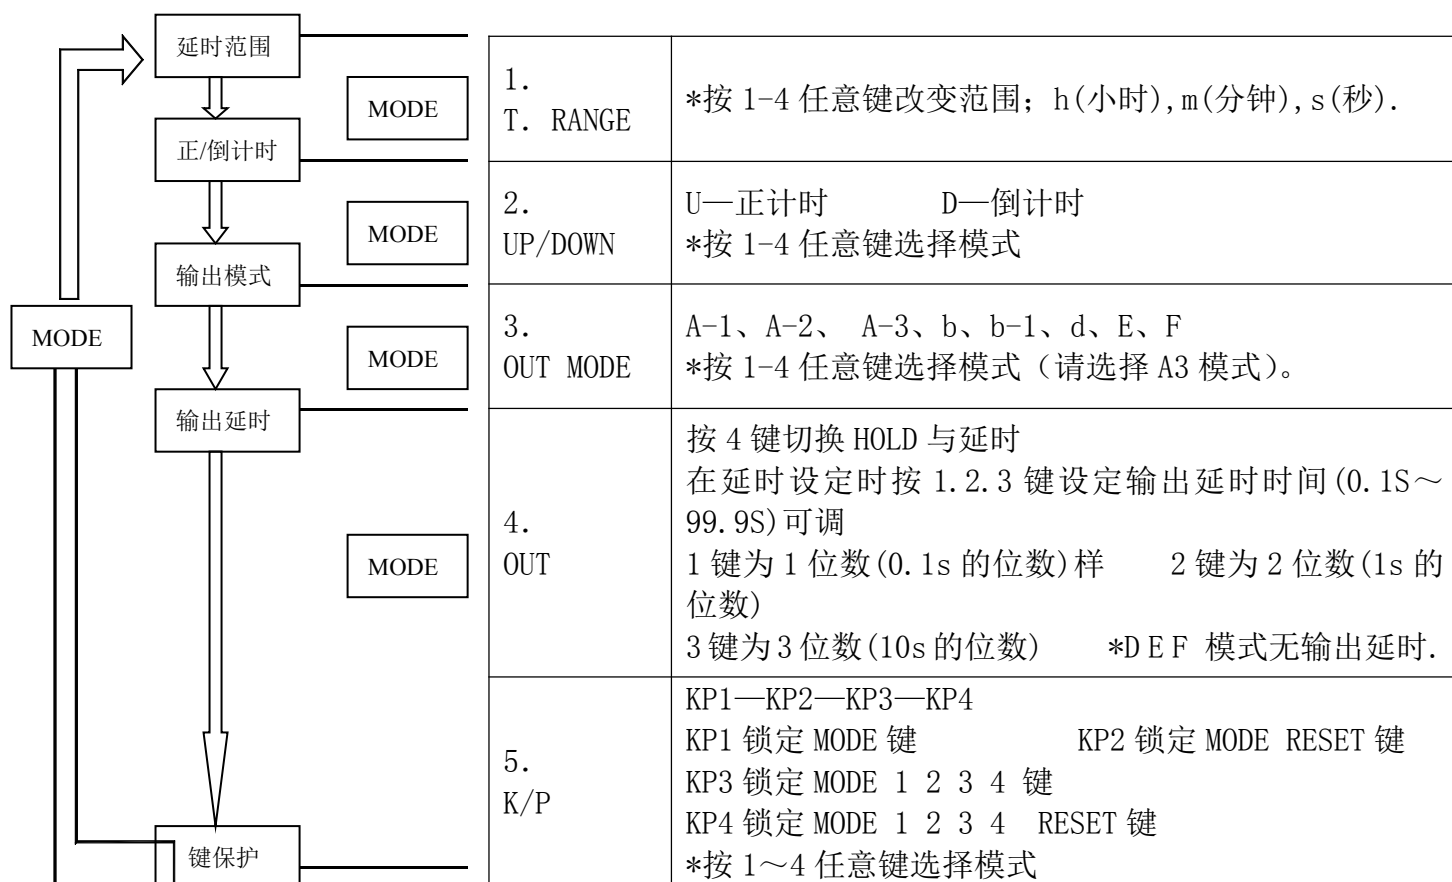 延时范围
正/倒计时
输出模式
输出延时
键保护
MODE
MODE
MODE
MODE
MODE
1.
T. RANGE
*按 1-4 任意键改变范围；h(小时),m(分钟),s(秒).
2.
UP/DOWN
U—正计时 D—倒计时
*按 1-4 任意键选择模式
3.
OUT MODE
A-1、A-2、 A-3、b、b-1、d、E、F
*按 1-4 任意键选择模式（请选择 A3 模式）。
4.
OUT
按 4 键切换 HOLD 与延时
在延时设定时按 1.2.3 键设定输出延时时间(0.1S～
99.9S)可调
1 键为 1 位数(0.1s 的位数)样 2 键为 2 位数(1s 的
位数)
3 键为 3 位数(10s 的位数) *D E F 模式无输出延时.
5.
K/P
KP1—KP2—KP3—KP4
KP1 锁定 MODE 键 KP2 锁定 MODE RESET 键
KP3 锁定 MODE 1 2 3 4 键
KP4 锁定 MODE 1 2 3 4 RESET 键
*按 1～4 任意键选择模式